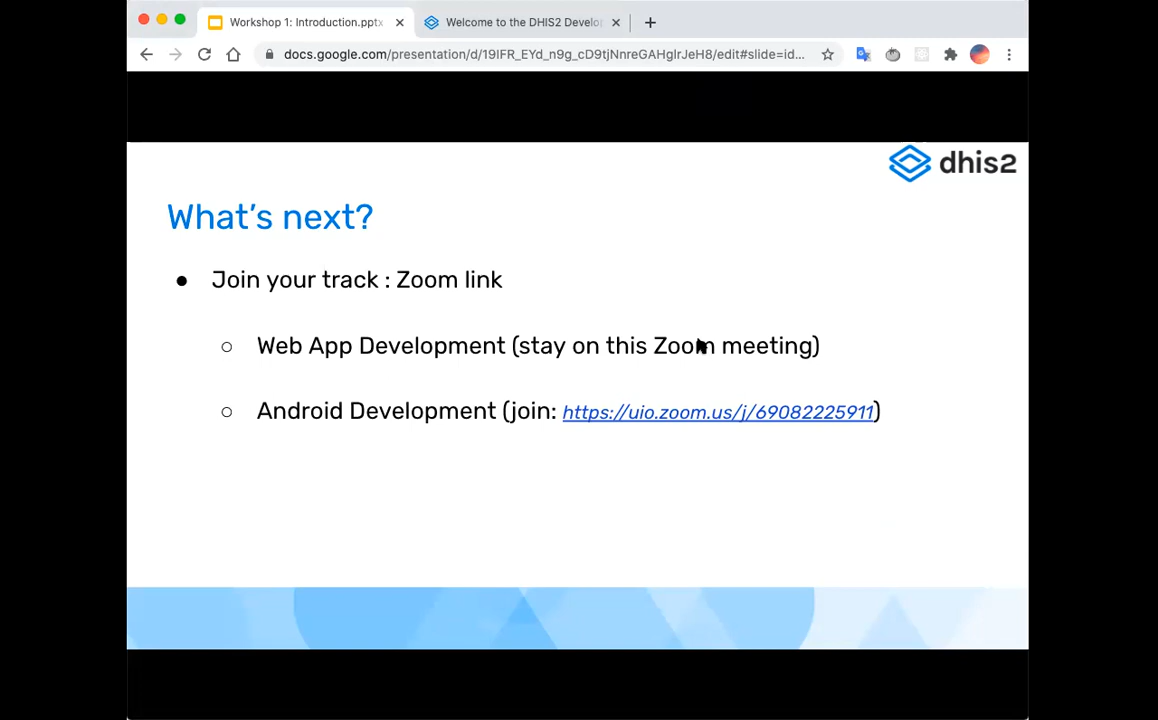 Workshop 1: Introduction.pptx
Welcome to the DHIS2 Develo
docs.google.com/presentation/d/19IFR_EYd_n9g_cD9tjNnreGAHgIrJeH8/edit#slide=id...
dhis2
What's next?
● Join your track : Zoom link
○ Web App Development (stay on this Zoom meeting)
○ Android Development (join: https://uio.zoom.us/j/69082225911)